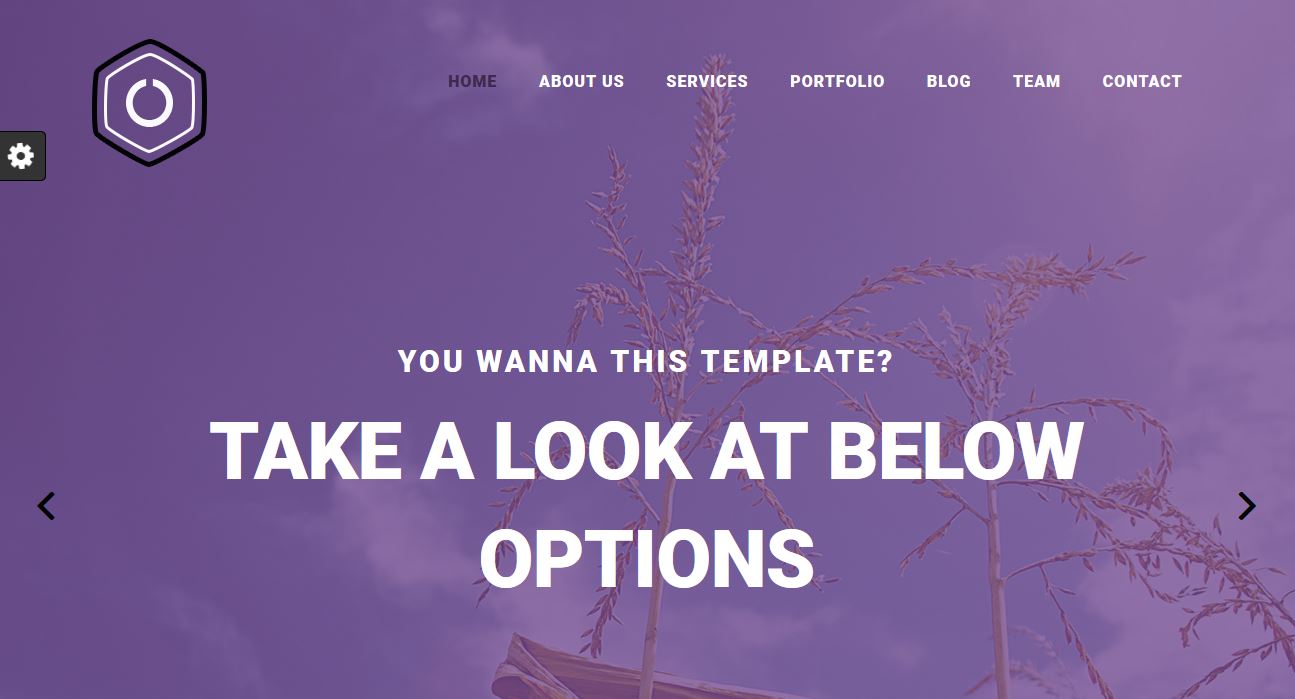 HOME ABOUT US SERVICES PORTFOLIO BLOG TEAM CONTACT
YOU WANNA THIS TEMPLATE?
TAKE A LOOK AT BELOW
OPTIONS